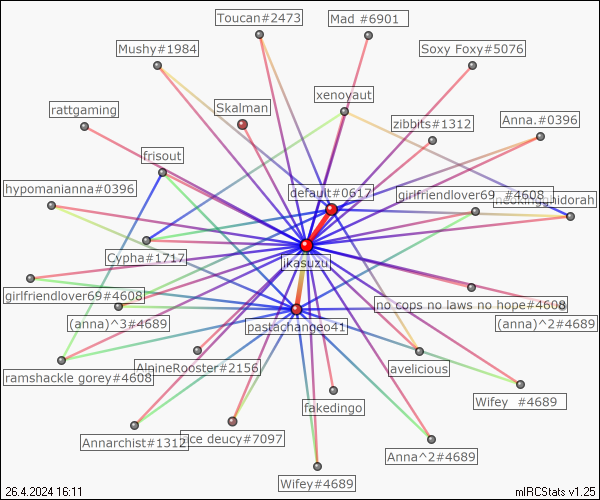 Toucan#2473
Mad #6901
Mushy#1984
Soxy Foxy#5076
xenoyaut
rattgaming
Skalman
zibbits#1312
Anna.#0396
frisout
hypomanianna#0396
default#0617
girlfriendlover69 #4608
ghidorah
Cypha#1717
ikasuzu
girlfriendlover69#4608
no cops no laws no hope#4608
(anna)^3#4689
(anna)^2#4689
pastachangeo41
ramshackle gorey#4608
AlpineRooster#2156
avelicious
Wifey #4689
fakedingo
Annarchist#1312
ice deucy#7097
Anna^2#4689
Wifey#4689
26.4.2024 16:11
mIRCStats v1.25